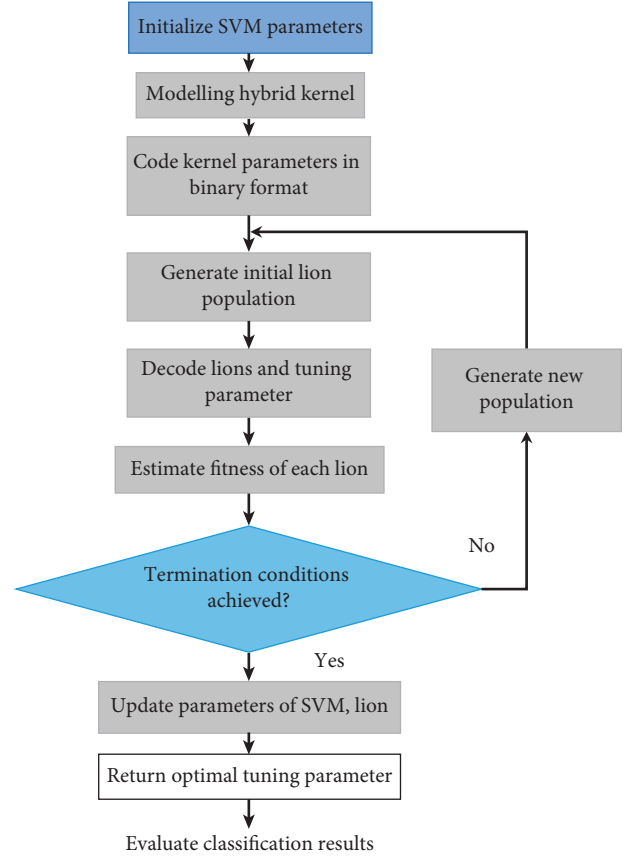 Initialize SVM parameters
Modelling hybrid kernel
Code kernel parameters in
binary format
Generate initial lion
population
Decode lions and tuning
parameter
Generate new
population
Estimate fitness of each lion
No
Termination conditions
achieved?
Yes
Update parameters of SVM, lion
Return optimal tuning parameter
Evaluate classification results